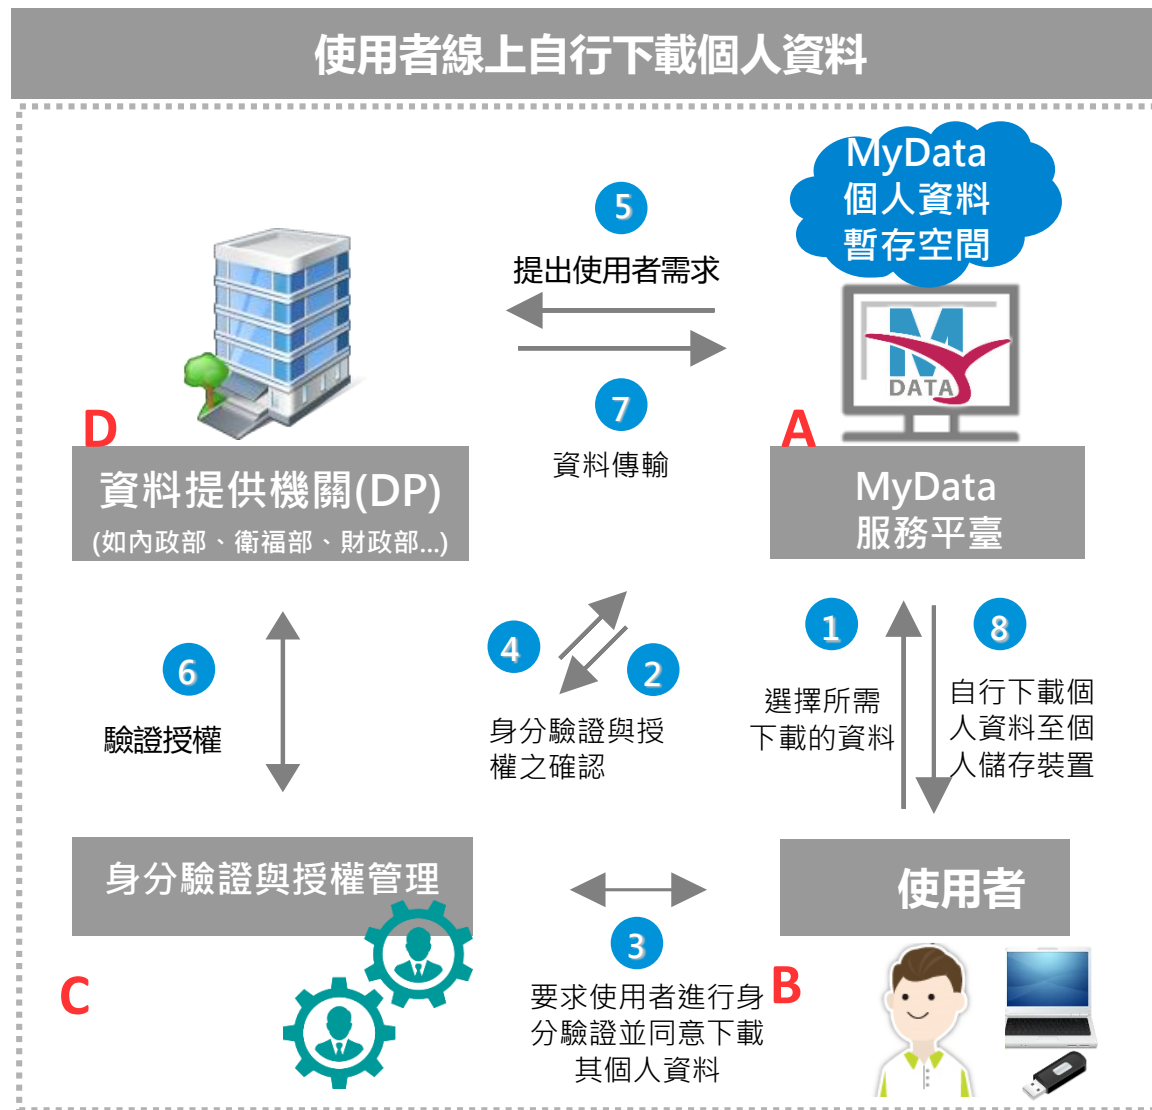 使用者線上自行下載個人資料
MyData
個人資料
暫存空間
5
提出使用者需求
M
DATA
7
資料傳輸
D
資料提供機關(DP)
(如內政部、衛福部、財政部...)
A
MyData
服務平臺
6
驗證授權
4
2
身分驗證與授
權之確認
1
選擇所需
下載的資料
8
自行下載個
人資料至個
人儲存裝置
身分驗證與授權管理
C
3
要求使用者進行身
分驗證並同意下載
其個人資料
使用者
B